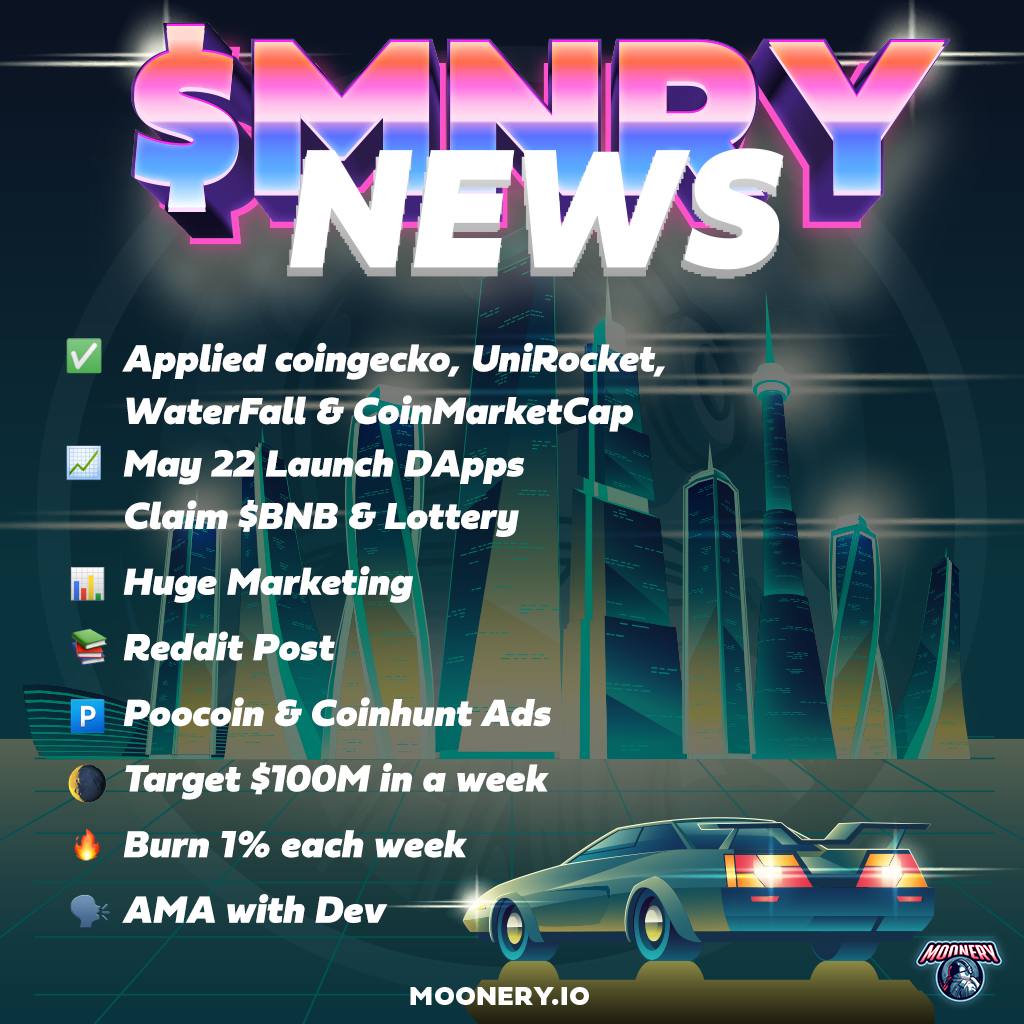 $MNRY
NEWS
Applied coingecko, UniRocket,
WaterFall & CoinMarketCap
May 22 Launch DApps
Claim $BNB & Lottery
Huge Marketing
Reddit Post
P Poocoin & Coinhunt Ads
Target $100M in a week
Burn 1% each week
AMA with Dev
MOONERY
MOONERY.IO